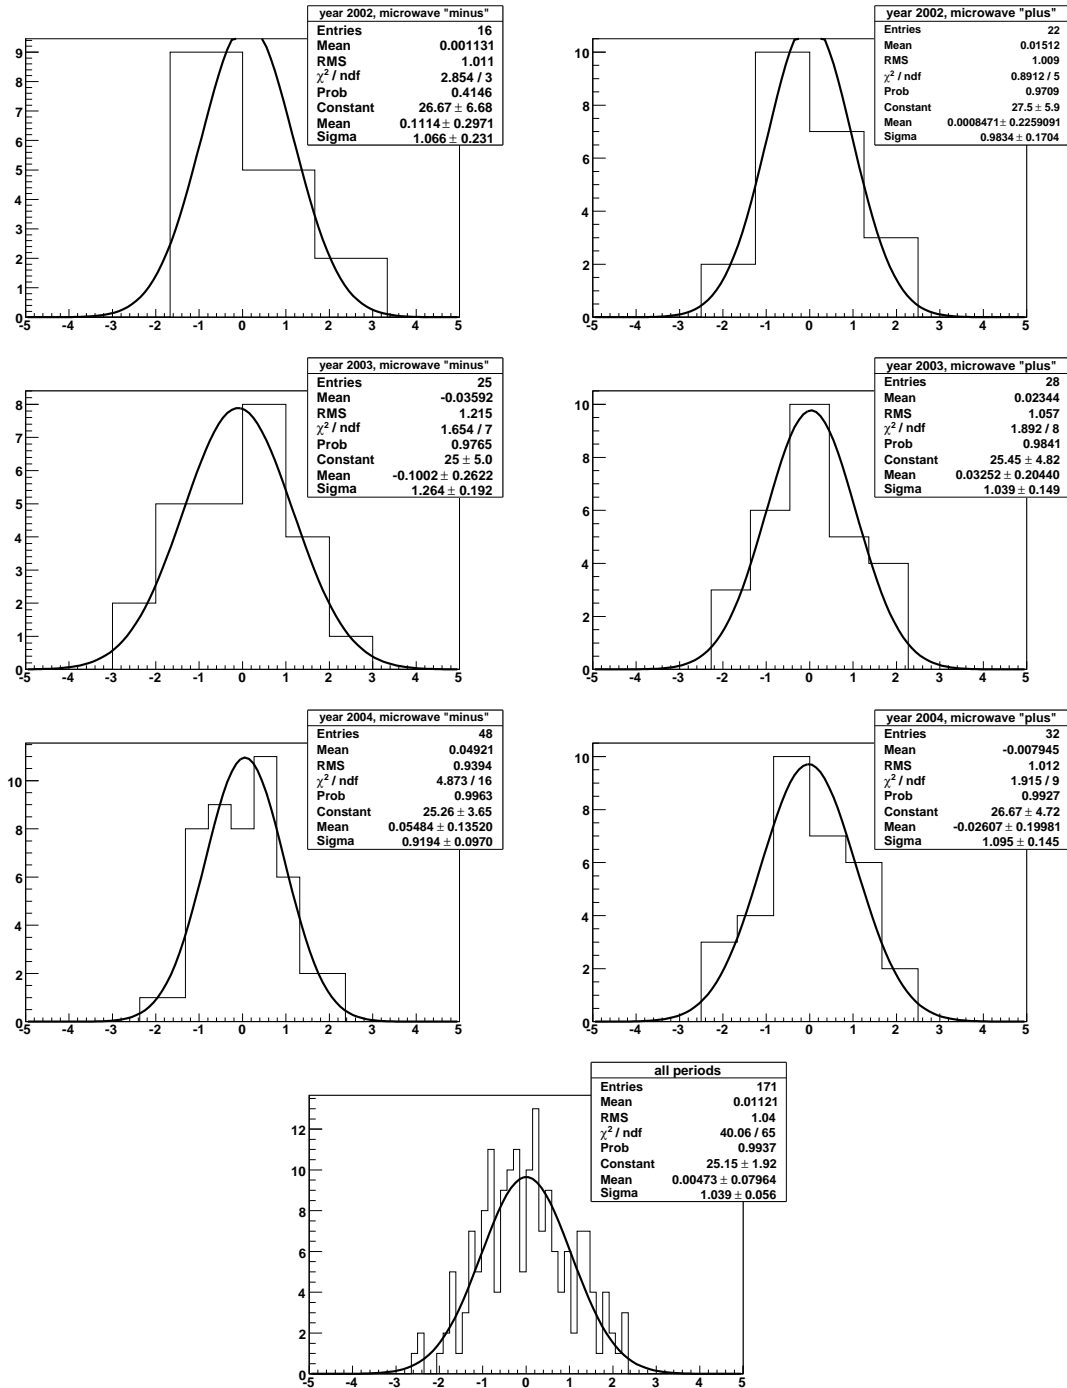 year 2002, microwave "minus"
Entries 16
Mean 0.001131
RMS 1.011
χ² / ndf 2.854 / 3
Prob 0.4146
Constant 26.67 ± 6.68
Mean 0.1114 ± 0.2971
Sigma 1.066 ± 0.231
9
8
7
6
5
4
3
2
1
0
-5 -4 -3 -2 -1 0 1 2 3 4 5
year 2002, microwave "plus"
Entries 22
Mean 0.01512
RMS 1.009
χ² / ndf 0.8912 / 5
Prob 0.9709
Constant 27.5 ± 5.9
Mean 0.0008471 ± 0.2259091
Sigma 0.9834 ± 0.1704
10
8
6
4
2
0
-5 -4 -3 -2 -1 0 1 2 3 4 5
year 2003, microwave "minus"
Entries 25
Mean -0.03592
RMS 1.215
χ² / ndf 1.654 / 7
Prob 0.9765
Constant 25 ± 5.0
Mean -0.1002 ± 0.2622
Sigma 1.264 ± 0.192
8
7
6
5
4
3
2
1
0
-5 -4 -3 -2 -1 0 1 2 3 4 5
year 2003, microwave "plus"
Entries 28
Mean 0.02344
RMS 1.057
χ² / ndf 1.892 / 8
Prob 0.9841
Constant 25.45 ± 4.82
Mean 0.03252 ± 0.20440
Sigma 1.039 ± 0.149
10
8
6
4
2
0
-5 -4 -3 -2 -1 0 1 2 3 4 5
year 2004, microwave "minus"
Entries 48
Mean 0.04921
RMS 0.9394
χ² / ndf 4.873 / 16
Prob 0.9963
Constant 25.26 ± 3.65
Mean 0.05484 ± 0.13520
Sigma 0.9194 ± 0.0970
10
8
6
4
2
0
-5 -4 -3 -2 -1 0 1 2 3 4 5
year 2004, microwave "plus"
Entries 32
Mean -0.007945
RMS 1.012
χ² / ndf 1.915 / 9
Prob 0.9927
Constant 26.67 ± 4.72
Mean -0.02607 ± 0.19981
Sigma 1.095 ± 0.145
10
8
6
4
2
0
-5 -4 -3 -2 -1 0 1 2 3 4 5
all periods
Entries 171
Mean 0.01121
RMS 1.04
χ² / ndf 40.06 / 65
Prob 0.9937
Constant 25.15 ± 1.92
Mean 0.00473 ± 0.07964
Sigma 1.039 ± 0.056
12
10
8
6
4
2
0
-5 -4 -3 -2 -1 0 1 2 3 4 5